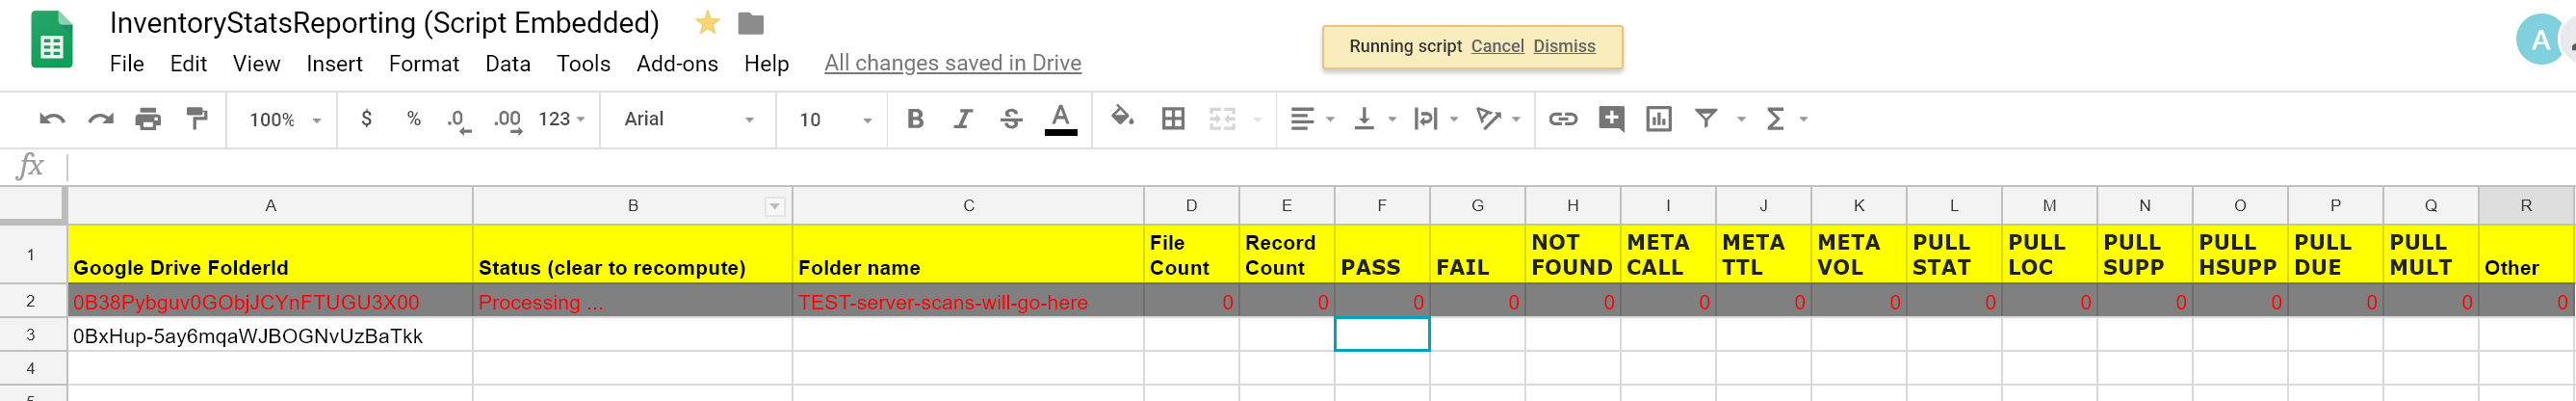 InventoryStatsReporting (Script Embedded)
Running script Cancel Dismiss
A
File Edit View Insert Format Data Tools Add-ons Help All changes saved in Drive
100% $ % .0 .00 123 Arial 10 B I S A Σ
fx
A B C D E F G H I J K L M N O P Q R
1 Google Drive FolderId Status (clear to recompute) Folder name File Count Record Count PASS FAIL NOT FOUND META CALL META TTL META VOL PULL STAT PULL LOC PULL SUPP PULL HSUPP PULL DUE PULL MULT Other
2 0B38Pybguv0GObjJCYnFTUGU3X00 Processing ... TEST-server-scans-will-go-here 0 0 0 0 0 0 0 0 0 0 0 0 0 0 0
3 0BxHup-5ay6mqaWJBOGNvUzBaTkk
4